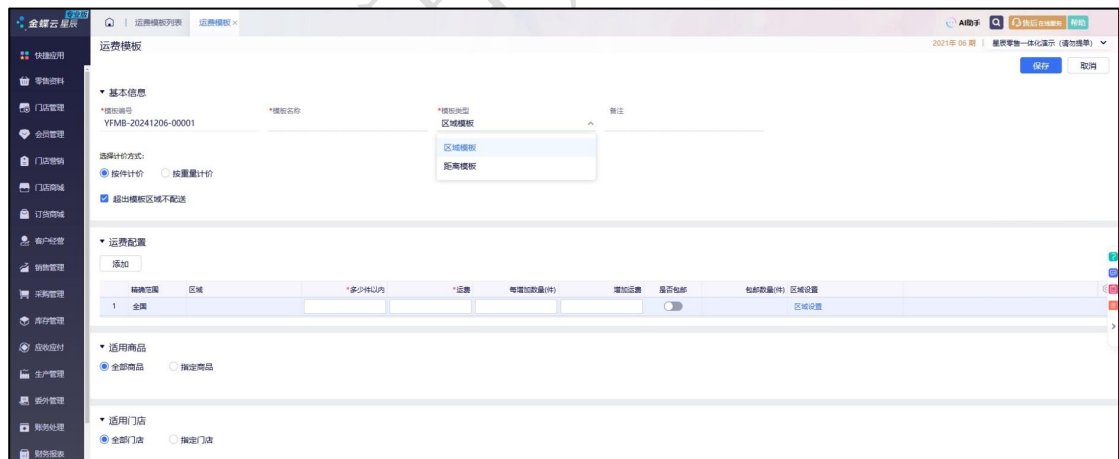 金蝶云星辰 专业版
运费模板列表 运费模板 ×
AI助手 售后在线服务 帮助
运费模板
2021年 06 期 星辰零售一体化演示 (请勿提单)
保存 取消
快捷应用
零售资料
门店管理
会员管理
门店营销
门店商城
订货商城
客户经营
销售管理
采购管理
库存管理
应收应付
生产管理
委外管理
账务处理
财务报表
基本信息
*模板编号 *模板名称 *模板类型 备注
YFMB-20241206-00001 区域模板
区域模板
距离模板
选择计价方式:
按件计价 按重量计价
超出模板区域不配送
运费配置
添加
精确范围 区域 *多少件以内 *运费 每增加数量(件) 增加运费 是否包邮 包邮数量(件) 区域设置
1 全国 区域设置
适用商品
全部商品 指定商品
适用门店
全部门店 指定门店